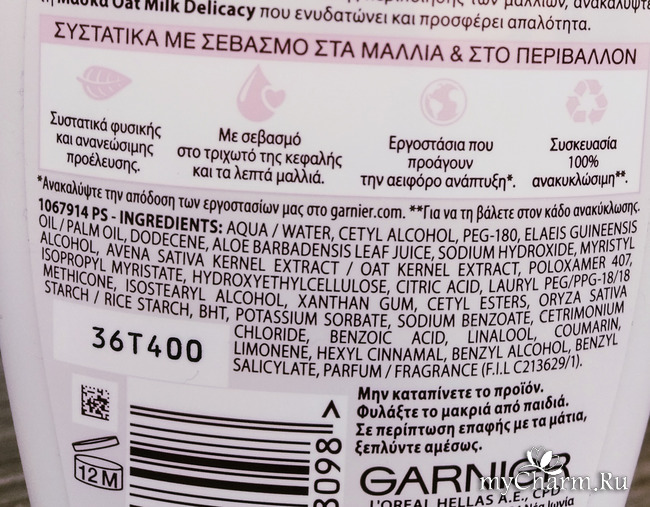 τη Μάσκα Oat Milk Delicacy που ενυδατώνει και προσφέρει απαλότητα.
ΣΥΣΤΑΤΙΚΑ ΜΕ ΣΕΒΑΣΜΟ ΣΤΑ ΜΑΛΛΙΑ & ΣΤΟ ΠΕΡΙΒΑΛΛΟΝ
Συστατικά φυσικής
και ανανεώσιμης
προέλευσης.
Με σεβασμό
στο τριχωτό της κεφαλής
και τα λεπτά μαλλιά.
Εργοστάσια που
προάγουν
την αειφόρο ανάπτυξη*.
Συσκευασία
100%
ανακυκλώσιμη**.
*Ανακαλύψτε την απόδοση των εργοστασίων μας στο garnier.com. **Για να τη βάλετε στον κάδο ανακύκλωσης.
1067914 PS - INGREDIENTS: AQUA / WATER, CETYL ALCOHOL, PEG-180, ELAEIS GUINEENSIS
OIL / PALM OIL, DODECENE, ALOE BARBADENSIS LEAF JUICE, SODIUM HYDROXIDE, MYRISTYL
ALCOHOL, AVENA SATIVA KERNEL EXTRACT / OAT KERNEL EXTRACT, POLOXAMER 407,
ISOPROPYL MYRISTATE, HYDROXYETHYLCELLULOSE, CITRIC ACID, LAURYL PEG/PPG-18/18
METHICONE, ISOSTEARYL ALCOHOL, XANTHAN GUM, CETYL ESTERS, ORYZA SATIVA
STARCH / RICE STARCH, BHT, POTASSIUM SORBATE, SODIUM BENZOATE, CETRIMONIUM
CHLORIDE, BENZOIC ACID, LINALOOL, COUMARIN,
LIMONENE, HEXYL CINNAMAL, BENZYL ALCOHOL, BENZYL
SALICYLATE, PARFUM / FRAGRANCE (F.I.L C213629/1).
36T400
Μην καταπίνετε το προϊόν.
Φυλάξτε το μακριά από παιδιά.
Σε περίπτωση επαφής με τα μάτια,
ξεπλύντε αμέσως.
12 M
8098
GARNIER
L'OREAL HELLAS A.E., CPD
Νέα Ιωνία
myCharm.Ru